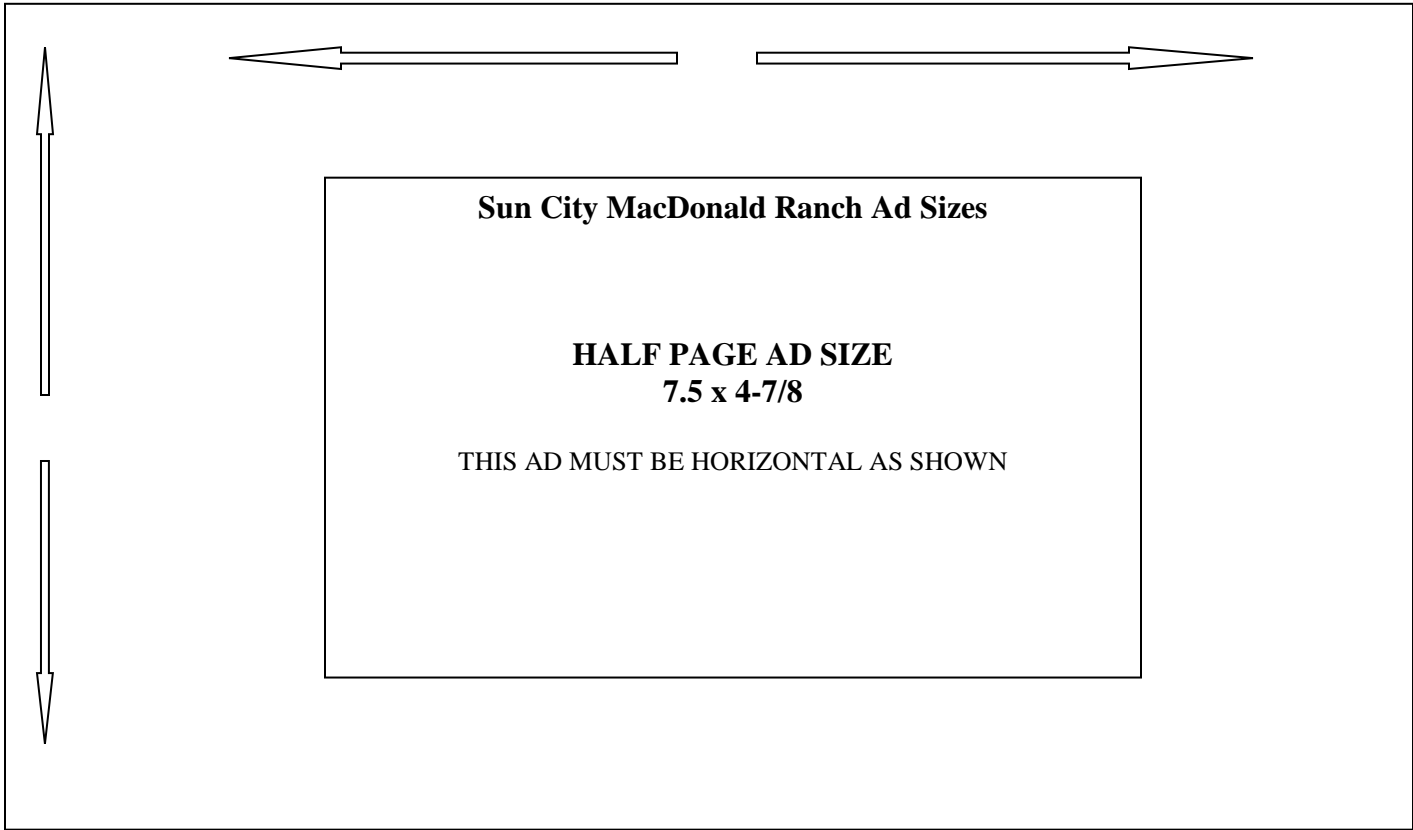 Sun City MacDonald Ranch Ad Sizes
HALF PAGE AD SIZE
7.5 x 4-7/8
THIS AD MUST BE HORIZONTAL AS SHOWN